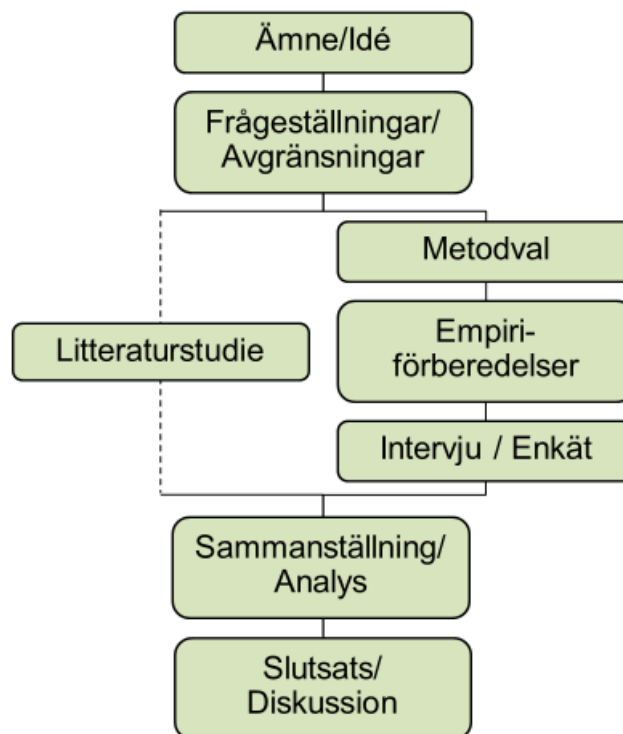 Ämne/Idé
Frågeställningar/
Avgränsningar
Metodval
Litteraturstudie
Empiri-
förberedelser
Intervju / Enkät
Sammanställning/
Analys
Slutsats/
Diskussion